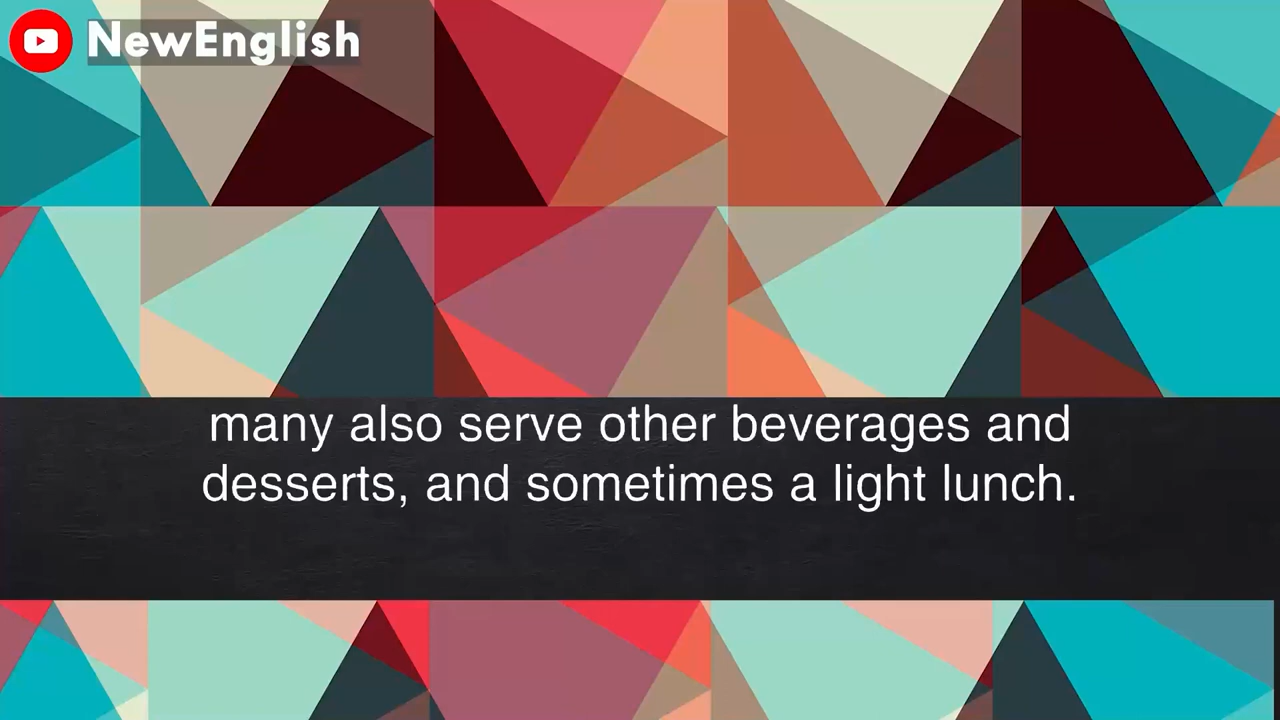 NewEnglish
many also serve other beverages and
desserts, and sometimes a light lunch.